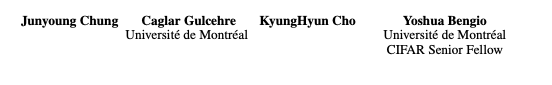 Junyoung Chung Caglar Gulcehre KyungHyun Cho Yoshua Bengio
Université de Montréal Université de Montréal
CIFAR Senior Fellow